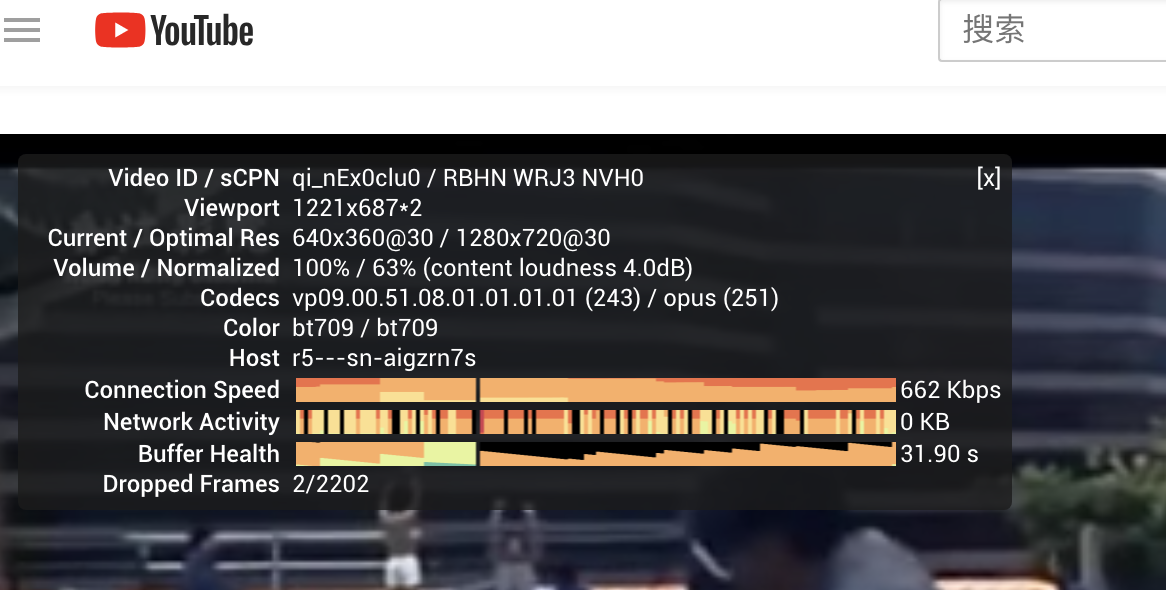 YouTube
搜索
Video ID / sCPN qi_nEx0clu0 / RBHN WRJ3 NVH0 [x]
Viewport 1221x687*2
Current / Optimal Res 640x360@30 / 1280x720@30
Volume / Normalized 100% / 63% (content loudness 4.0dB)
Codecs vp09.00.51.08.01.01.01.01 (243) / opus (251)
Color bt709 / bt709
Host r5---sn-aigzrn7s
Connection Speed 662 Kbps
Network Activity 0 KB
Buffer Health 31.90 s
Dropped Frames 2/2202